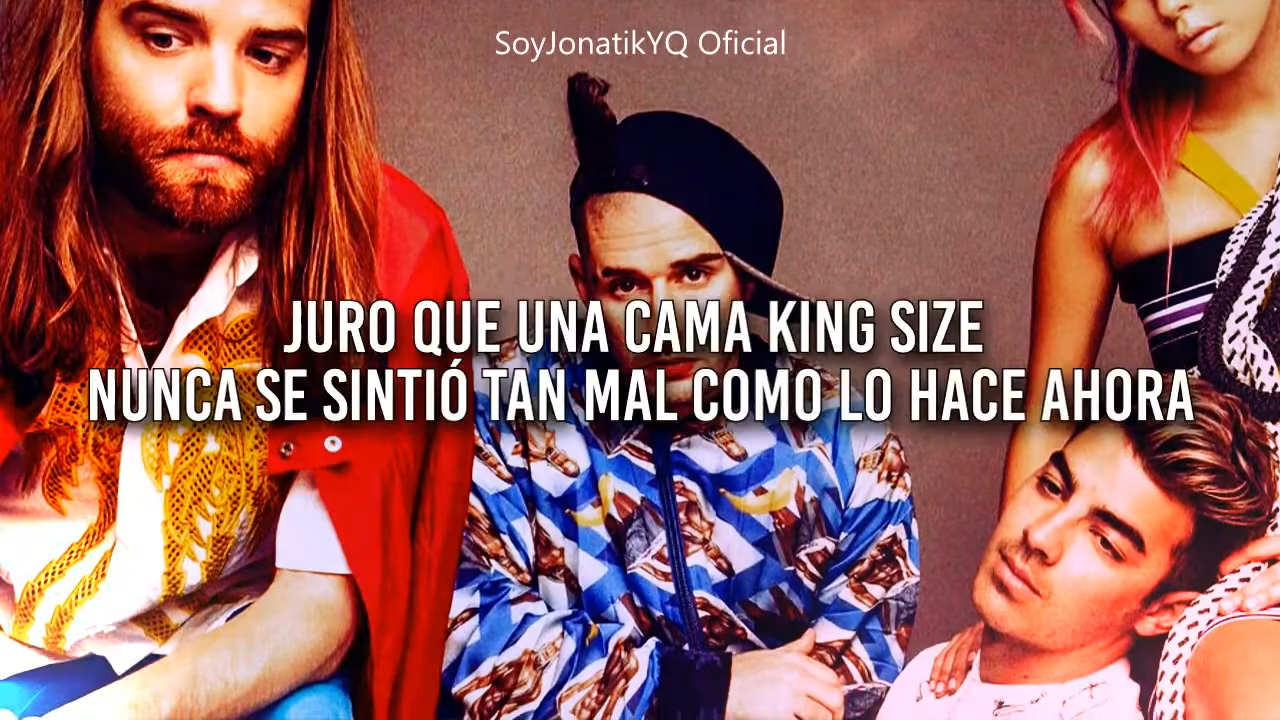 SoyJonatikYQ Oficial
JURO QUE UNA CAMA KING SIZE
NUNCA SE SINTIÓ TAN MAL COMO LO HACE AHORA